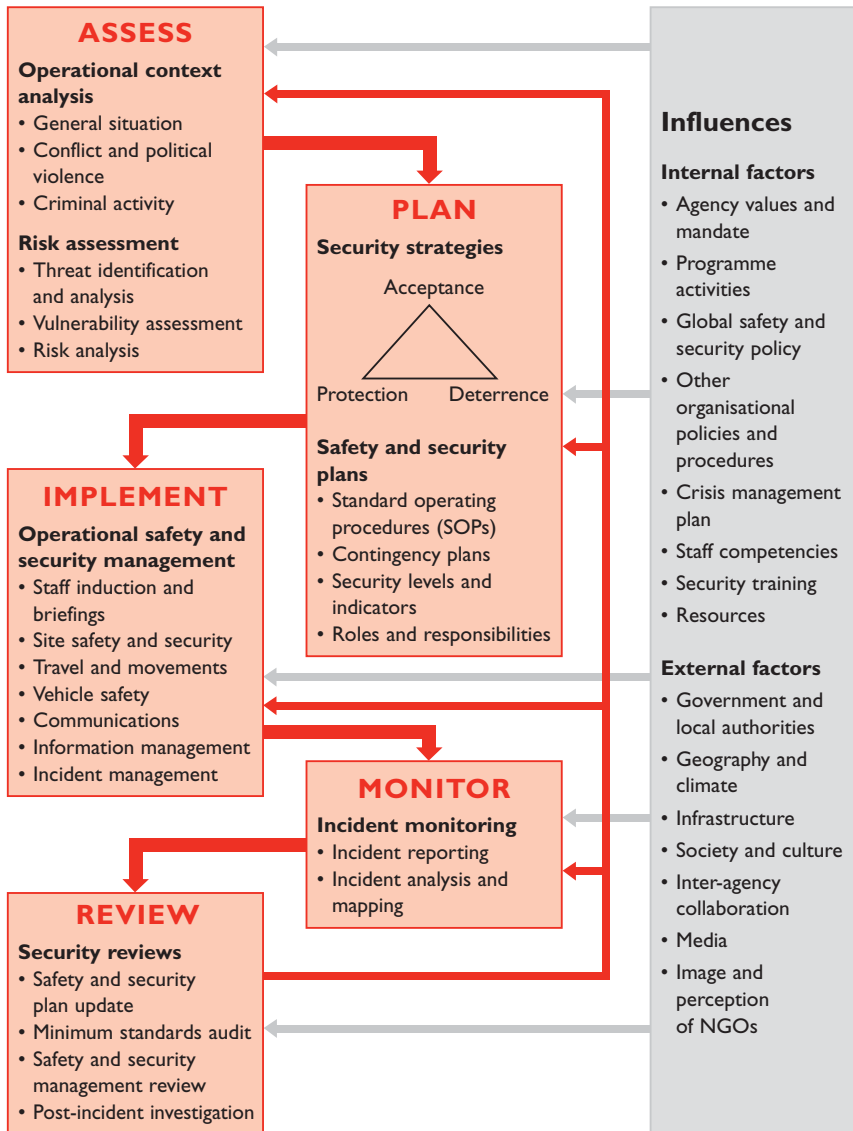 ASSESS
Operational context
analysis
• General situation
• Conflict and political
violence
• Criminal activity
Risk assessment
• Threat identification
and analysis
• Vulnerability assessment
• Risk analysis
PLAN
Security strategies
Acceptance
Protection
Deterrence
Safety and security
plans
• Standard operating
procedures (SOPs)
• Contingency plans
• Security levels and
indicators
• Roles and responsibilities
IMPLEMENT
Operational safety and
security management
• Staff induction and
briefings
• Site safety and security
• Travel and movements
• Vehicle safety
• Communications
• Information management
• Incident management
MONITOR
Incident monitoring
• Incident reporting
• Incident analysis and
mapping
REVIEW
Security reviews
• Safety and security
plan update
• Minimum standards audit
• Safety and security
management review
• Post-incident investigation
Influences
Internal factors
• Agency values and
mandate
• Programme
activities
• Global safety and
security policy
• Other
organisational
policies and
procedures
• Crisis management
plan
• Staff competencies
• Security training
• Resources
External factors
• Government and
local authorities
• Geography and
climate
• Infrastructure
• Society and culture
• Inter-agency
collaboration
• Media
• Image and
perception
of NGOs